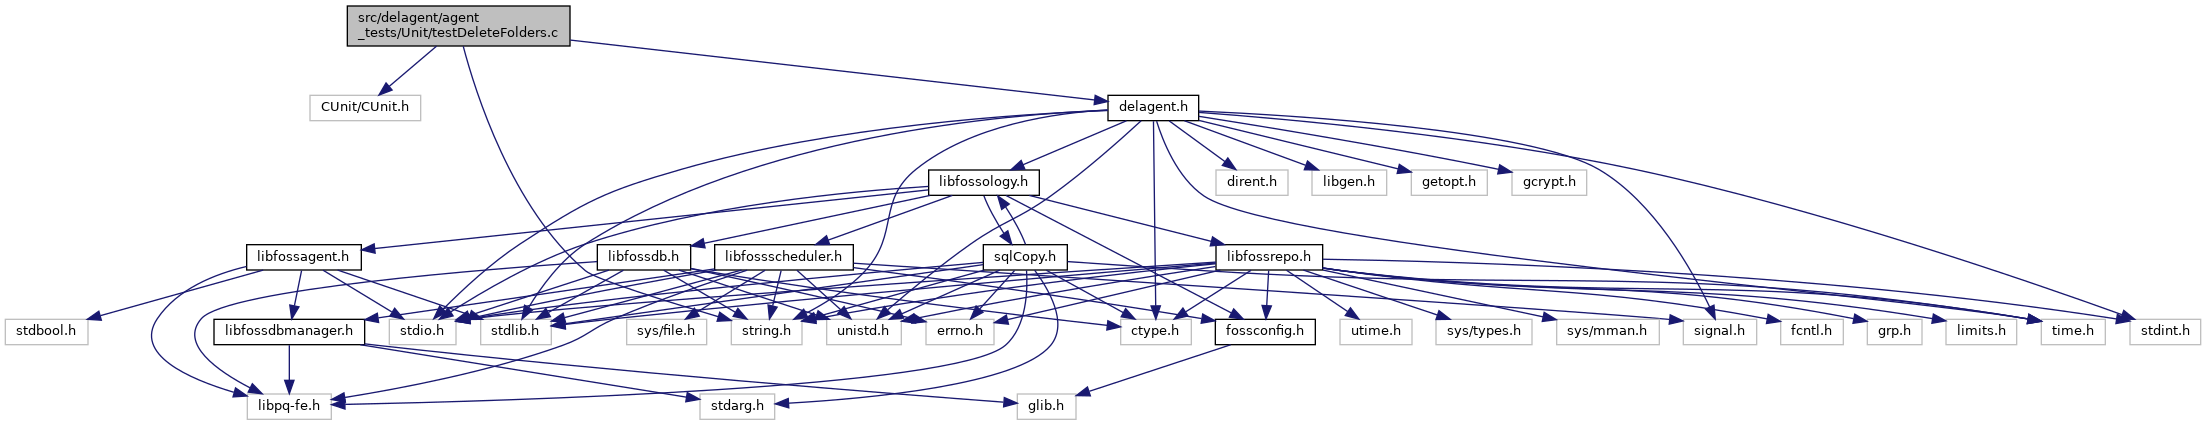 src/delagent/agent
_tests/Unit/testDeleteFolders.c
CUnit/CUnit.h
delagent.h
libfossology.h
dirent.h
libgen.h
getopt.h
gcrypt.h
libfossagent.h
libfossdb.h
libfossscheduler.h
sqlCopy.h
libfossrepo.h
stdbool.h
libfossdbmanager.h
stdio.h
stdlib.h
sys/file.h
string.h
unistd.h
errno.h
ctype.h
fossconfig.h
utime.h
sys/types.h
sys/mman.h
signal.h
fcntl.h
grp.h
limits.h
time.h
stdint.h
libpq-fe.h
stdarg.h
glib.h